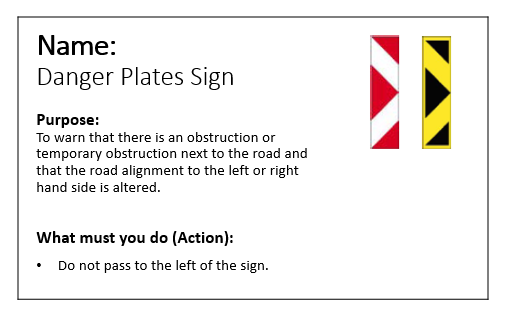 Name:
Danger Plates Sign
Purpose:
To warn that there is an obstruction or
temporary obstruction next to the road and
that the road alignment to the left or right
hand side is altered.
What must you do (Action):
• Do not pass to the left of the sign.